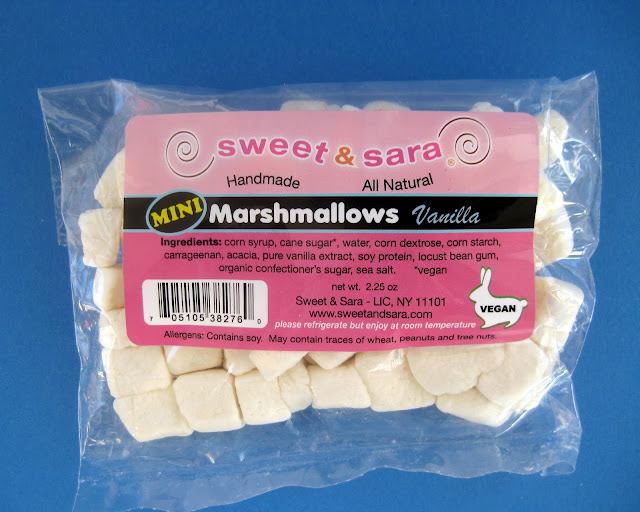 sweet & sara®
Handmade All Natural
MINI Marshmallows Vanilla
Ingredients: corn syrup, cane sugar*, water, corn dextrose, corn starch,
carrageenan, acacia, pure vanilla extract, soy protein, locust bean gum,
organic confectioner's sugar, sea salt. *vegan
net wt. 2.25 oz
Sweet & Sara - LIC, NY 11101
www.sweetandsara.com
please refrigerate but enjoy at room temperature
VEGAN
7 05105 38276 0
Allergens: Contains soy. May contain traces of wheat, peanuts and tree nuts.